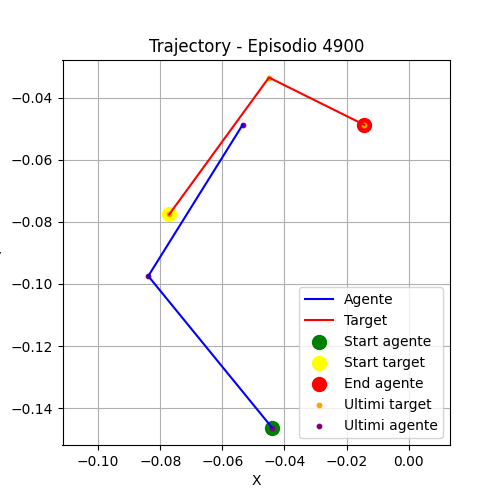 Trajectory - Episodio 4900
−0.04
−0.06
−0.08
−0.10
−0.12
−0.14
Agente
Target
Start agente
Start target
End agente
Ultimi target
Ultimi agente
−0.10
−0.08
−0.06
−0.04
−0.02
0.00
X